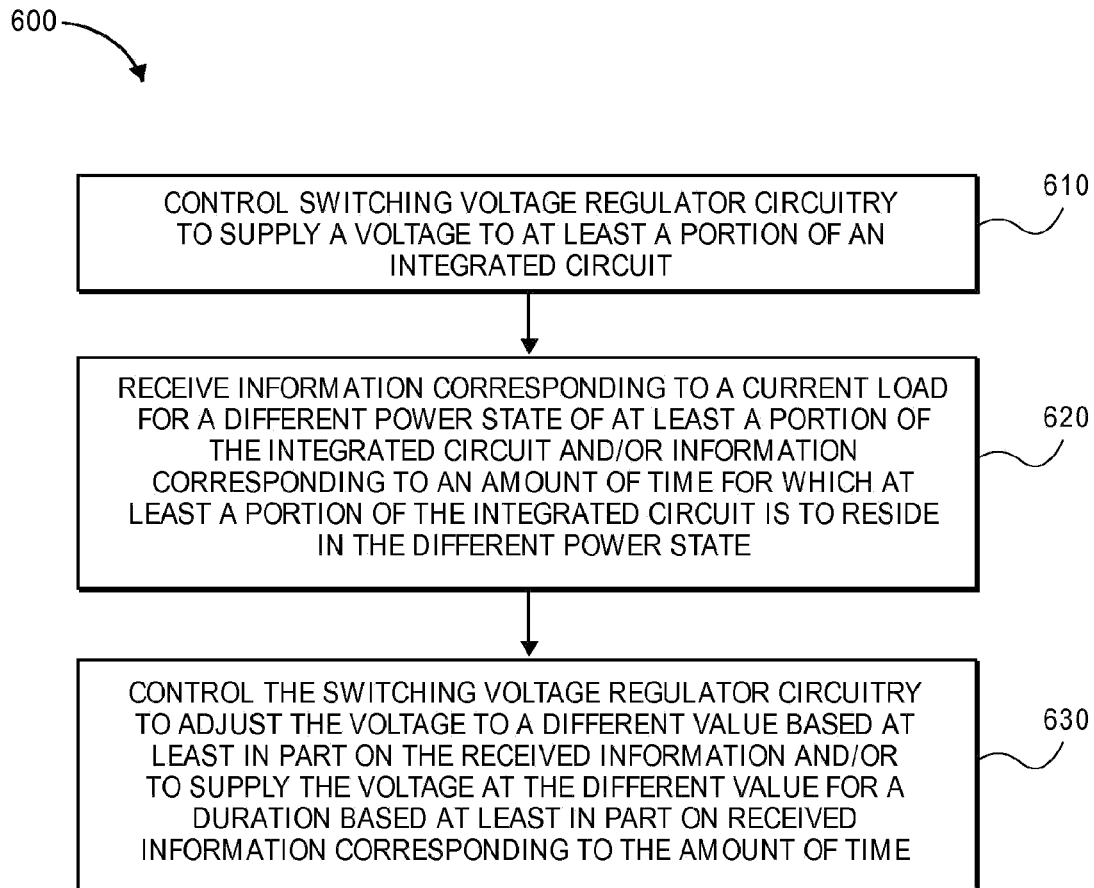 600
CONTROL SWITCHING VOLTAGE REGULATOR CIRCUITRY
TO SUPPLY A VOLTAGE TO AT LEAST A PORTION OF AN
INTEGRATED CIRCUIT
610
RECEIVE INFORMATION CORRESPONDING TO A CURRENT LOAD
FOR A DIFFERENT POWER STATE OF AT LEAST A PORTION OF
THE INTEGRATED CIRCUIT AND/OR INFORMATION
CORRESPONDING TO AN AMOUNT OF TIME FOR WHICH AT
LEAST A PORTION OF THE INTEGRATED CIRCUIT IS TO RESIDE
IN THE DIFFERENT POWER STATE
620
CONTROL THE SWITCHING VOLTAGE REGULATOR CIRCUITRY
TO ADJUST THE VOLTAGE TO A DIFFERENT VALUE BASED AT
LEAST IN PART ON THE RECEIVED INFORMATION AND/OR
TO SUPPLY THE VOLTAGE AT THE DIFFERENT VALUE FOR A
DURATION BASED AT LEAST IN PART ON RECEIVED
INFORMATION CORRESPONDING TO THE AMOUNT OF TIME
630